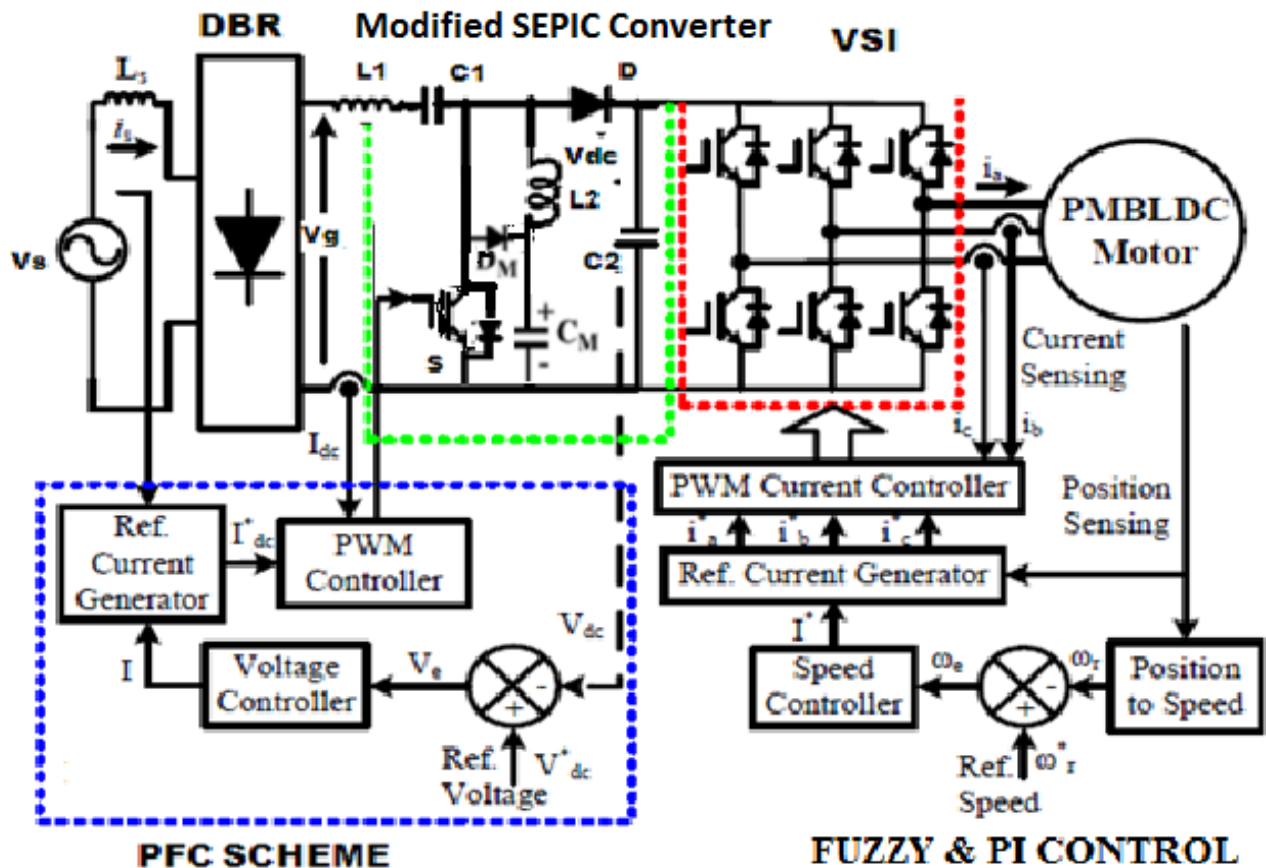 DBR
Modified SEPIC Converter
VSI
Ls
is
L1
C1
D
Vdc
L2
ia
PMBLDC
Motor
Vs
Vg
DM
C2
CM
+
-
S
Current
Sensing
Idc
ic
ib
PWM Current Controller
Position
Sensing
i*a
i*b
i*c
Ref.
Current
Generator
I*dc
PWM
Controller
Ref. Current Generator
Vdc
I*
I
Voltage
Controller
Ve
-
+
Speed
Controller
ωe
-
+
ωr
Position
to Speed
Ref.
Voltage
V*dc
Ref.
Speed
ω*r
PFC SCHEME
FUZZY & PI CONTROL